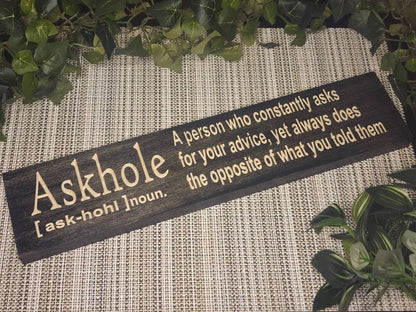 Askhole
[ ask-hohl ]noun.
A person who constantly asks
for your advice, yet always does
the opposite of what you told them